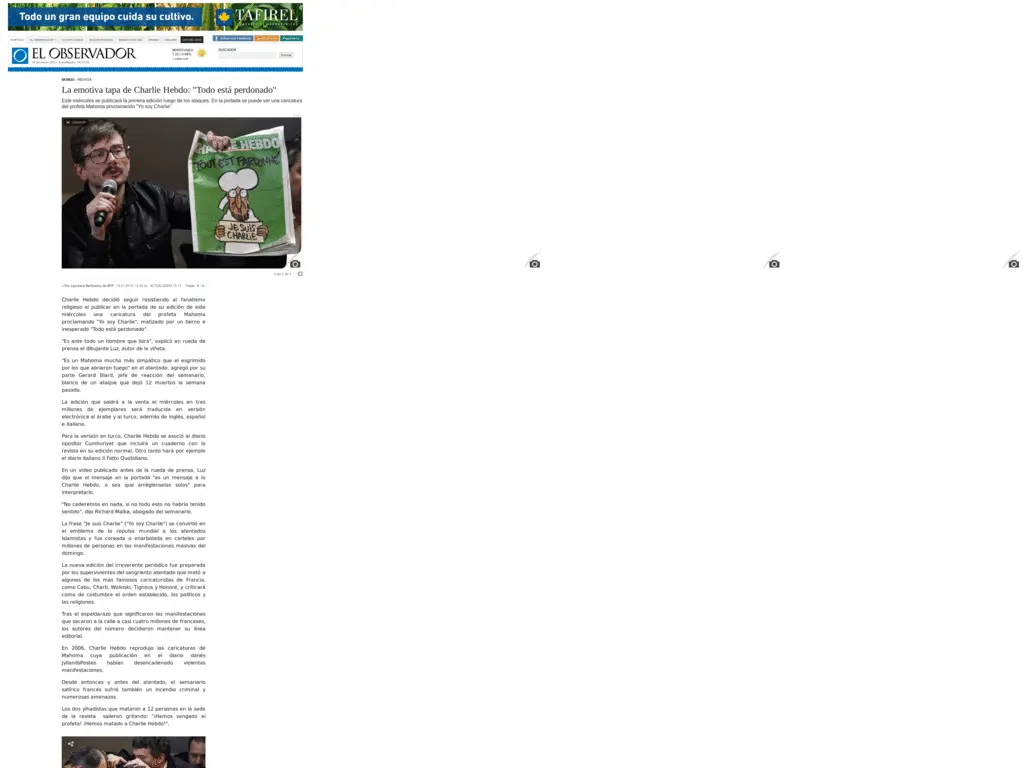 Todo un gran equipo cuida su cultivo.
TAFIREL
EL OBSERVADOR
BUSCADOR
MUNDO - REVISTA
La emotiva tapa de Charlie Hebdo: "Todo está perdonado"
Este miércoles se publicará la primera edición luego de los ataques. En la portada se puede ver una caricatura
del profeta Mahoma proclamando "Yo soy Charlie"
CHARLIE HEBDO
TOUT EST PARDONNÉ
JE SUIS
CHARLIE
Charlie Hebdo decidió seguir resistiendo al fanatismo
religioso al publicar en la portada de su edición de este
miércoles una caricatura del profeta Mahoma
proclamando "Yo soy Charlie", matizado por un tierno e
inesperado "Todo está perdonado".
"Es ante todo un hombre que llora", explicó en rueda de
prensa el dibujante Luz, autor de la viñeta.
"Es un Mahoma mucho más simpático que el esgrimido
por los que abrieron fuego" en el atentado, agregó por su
parte Gerard Biard, jefe de reacción del semanario,
blanco de un ataque que dejó 12 muertos la semana
pasada.
La edición que saldrá a la venta el miércoles en tres
millones de ejemplares será traducida en versión
electrónica al árabe y al turco, además de inglés, español
e italiano.
Para la versión en turco, Charlie Hebdo se asoció al diario
opositor Cumhuriyet que incluirá un cuaderno con la
revista en su edición normal. Otro tanto hará por ejemplo
el diario italiano Il Fatto Quotidiano.
En un video publicado antes de la rueda de prensa, Luz
dijo que el mensaje en la portada "es un mensaje a lo
Charlie Hebdo, o sea que arréglenselas solos" para
interpretarlo.
"No cederemos en nada, si no todo esto no habría tenido
sentido", dijo Richard Malka, abogado del semanario.
La frase "Je suis Charlie" ("Yo soy Charlie") se convirtió en
el emblema de la repulsa mundial a los atentados
islamistas y fue coreada o enarbolada en carteles por
millones de personas en las manifestaciones masivas del
domingo.
La nueva edición del irreverente periódico fue preparada
por los supervivientes del sangriento atentado que mató a
algunos de los más famosos caricaturistas de Francia,
como Cabu, Charb, Wolinski, Tignous y Honoré, y criticará
como de costumbre el orden establecido, los políticos y
las religiones.
Tras el espaldarazo que significaron las manifestaciones
que sacaron a la calle a casi cuatro millones de franceses,
los autores del número decidieron mantener su línea
editorial.
En 2006, Charlie Hebdo reprodujo las caricaturas de
Mahoma cuya publicación en el diario danés
JyllandsPosten habían desencadenado violentas
manifestaciones.
Desde entonces y antes del atentado, el semanario
satírico francés sufrió también un incendio criminal y
numerosas amenazas.
Los dos yihadistas que mataron a 12 personas en la sede
de la revista salieron gritando: "¡Hemos vengado al
profeta! ¡Hemos matado a Charlie Hebdo!".